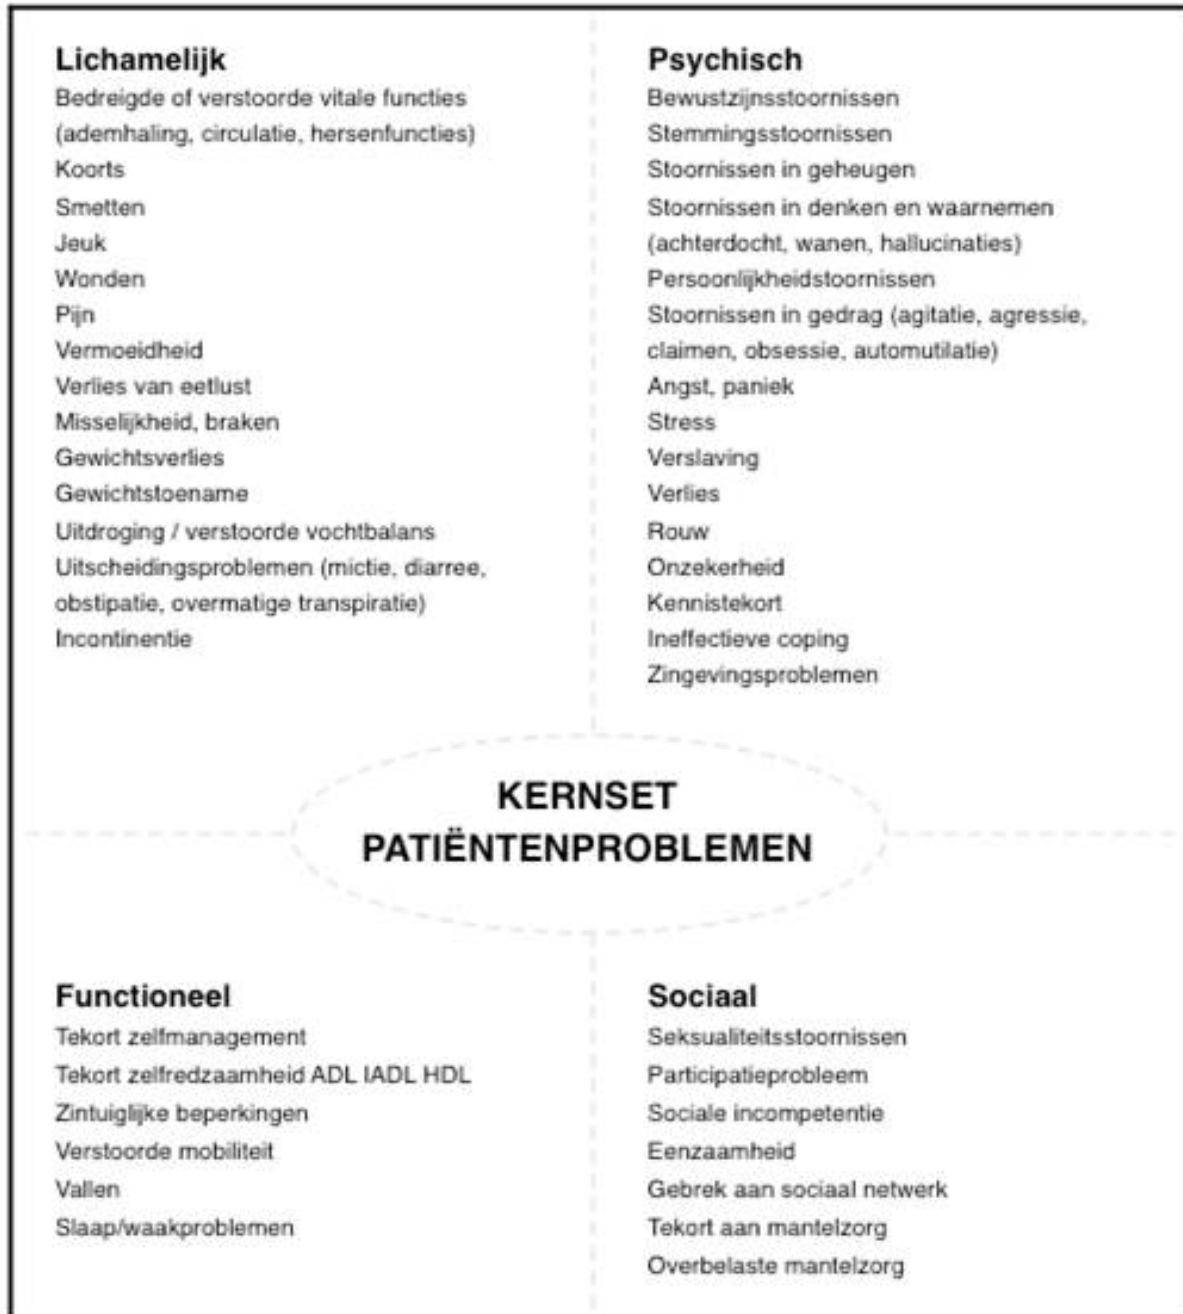 Lichamelijk
Bedreigde of verstoorde vitale functies
(ademhaling, circulatie, hersenfuncties)
Koorts
Smetten
Jeuk
Wonden
Pijn
Vermoeidheid
Verlies van eetlust
Misselijkheid, braken
Gewichtsverlies
Gewichtstoename
Uitdroging / verstoorde vochtbalans
Uitscheidingsproblemen (mictie, diarree,
obstipatie, overmatige transpiratie)
Incontinentie
Psychisch
Bewustzijnsstoornissen
Stemmingsstoornissen
Stoornissen in geheugen
Stoornissen in denken en waarnemen
(achterdocht, wanen, hallucinaties)
Persoonlijkheidstoornissen
Stoornissen in gedrag (agitatie, agressie,
claimen, obsessie, automutilatie)
Angst, paniek
Stress
Verslaving
Verlies
Rouw
Onzekerheid
Kennistekort
Ineffectieve coping
Zingevingsproblemen
KERNSET
PATIËNTENPROBLEMEN
Functioneel
Tekort zelfmanagement
Tekort zelfredzaamheid ADL IADL HDL
Zintuiglijke beperkingen
Verstoorde mobiliteit
Vallen
Slaap/waakproblemen
Sociaal
Seksualiteitsstoornissen
Participatieprobleem
Sociale incompetentie
Eenzaamheid
Gebrek aan sociaal netwerk
Tekort aan mantelzorg
Overbelaste mantelzorg